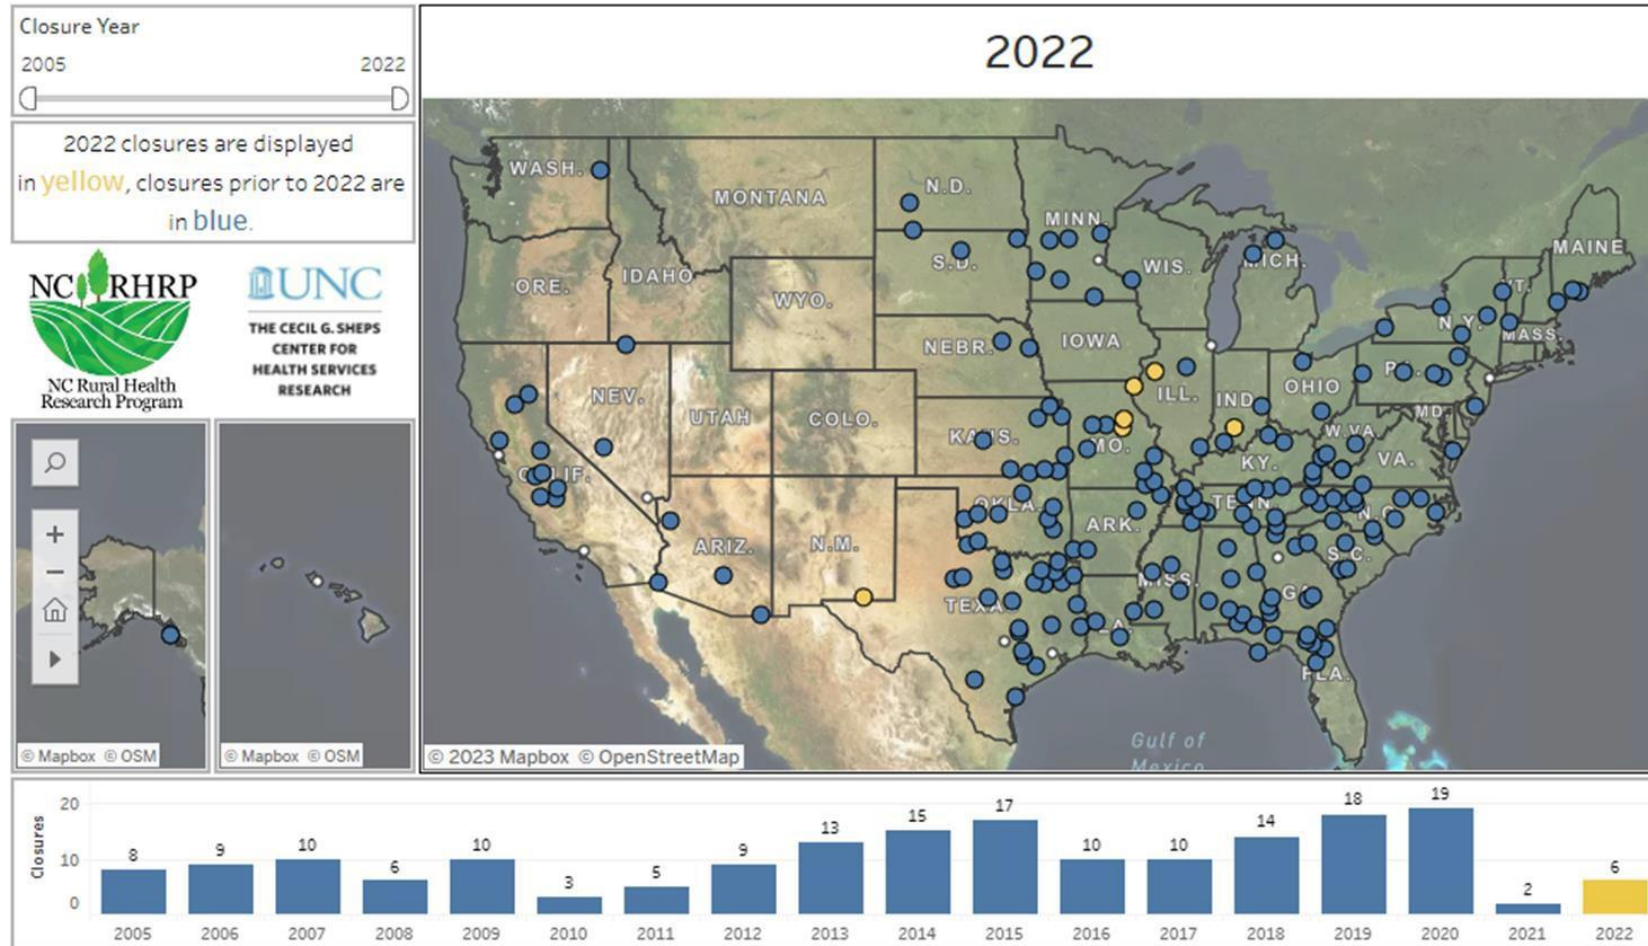 Closure Year
2005 2022
2022 closures are displayed
in yellow, closures prior to 2022 are
in blue.
NC RHRP
NC Rural Health
Research Program
UNC
THE CECIL G. SHEPS
CENTER FOR
HEALTH SERVICES
RESEARCH
© Mapbox © OSM
© Mapbox © OSM
2022
WASH.
MONTANA
N.D.
MINN.
MAINE
ORE.
IDAHO
S.D.
WIS.
MICH.
VT.
WYO.
N.Y.
MASS.
NEBR.
IOWA
PA.
NEV.
UTAH
COLO.
ILL.
IND
OHIO
MD.
KANS.
MO.
W.VA.
CALIF.
KY.
VA.
OKLA.
TENN.
N.C.
ARIZ.
N.M.
ARK.
S.C.
TEXAS
MISS.
GA.
LA.
FLA.
Gulf of
Mexico
© 2023 Mapbox © OpenStreetMap
Closures
20
10
0
8 9 10 6 10 3 5 9 13 15 17 10 10 14 18 19 2 6
2005 2006 2007 2008 2009 2010 2011 2012 2013 2014 2015 2016 2017 2018 2019 2020 2021 2022